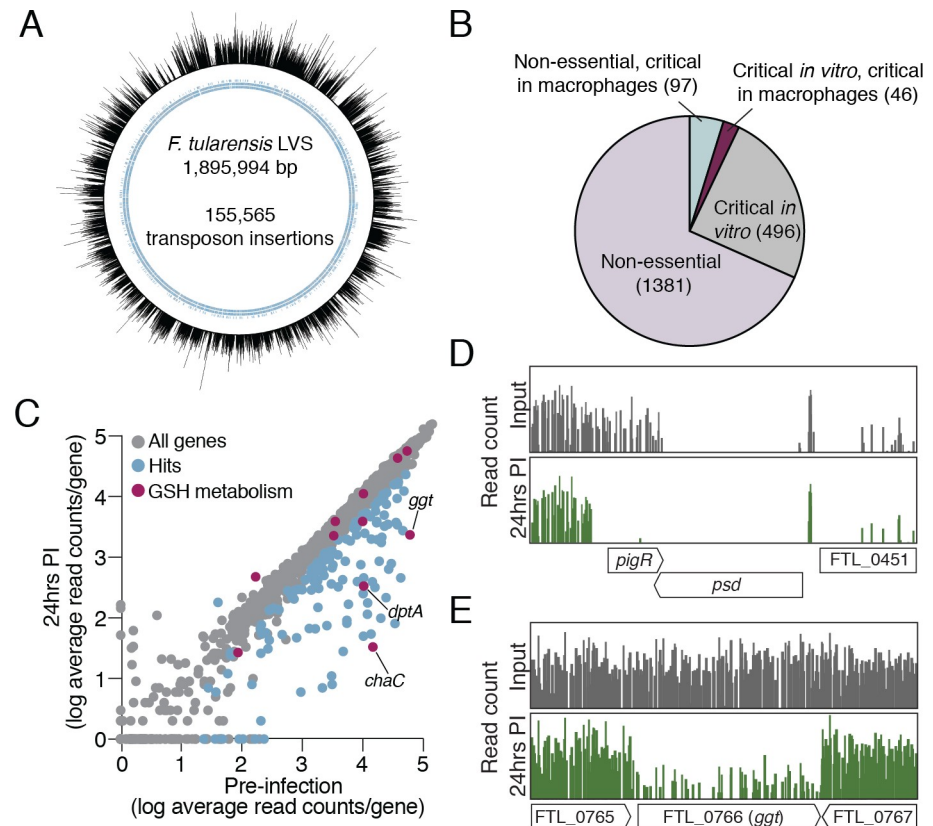 A
F. tularensis LVS
1,895,994 bp
155,565
transposon insertions
B
Non-essential, critical
in macrophages (97)
Critical in vitro, critical
in macrophages (46)
Critical in
vitro (496)
Non-essential
(1381)
C
24hrs PI
(log average read counts/gene)
5
4
3
2
1
0
All genes
Hits
GSH metabolism
ggt
dptA
chaC
0 1 2 3 4 5
Pre-infection
(log average read counts/gene)
D
Read count
Input
24hrs PI
pigR
psd
FTL_0451
E
Read count
Input
24hrs PI
FTL_0765
FTL_0766 (ggt)
FTL_0767